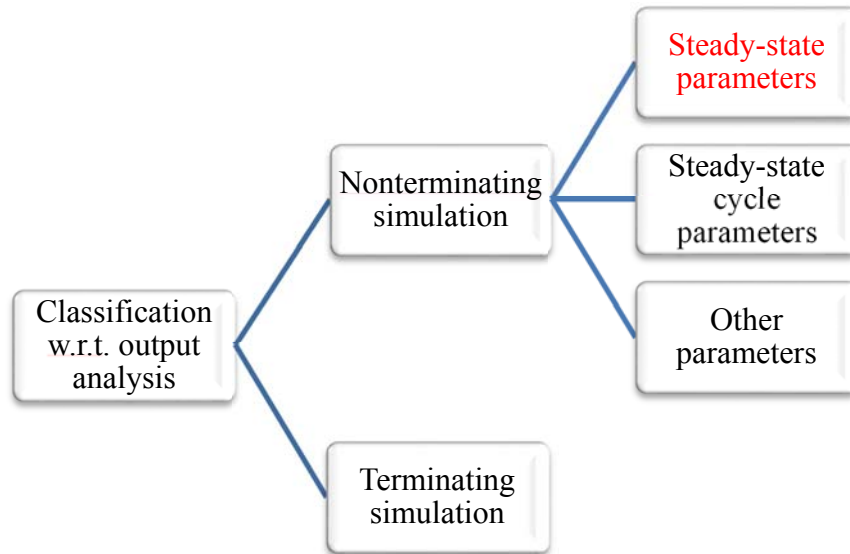 Steady-state
parameters
Nonterminating
simulation
Steady-state
cycle
parameters
Classification
w.r.t. output
analysis
Other
parameters
Terminating
simulation